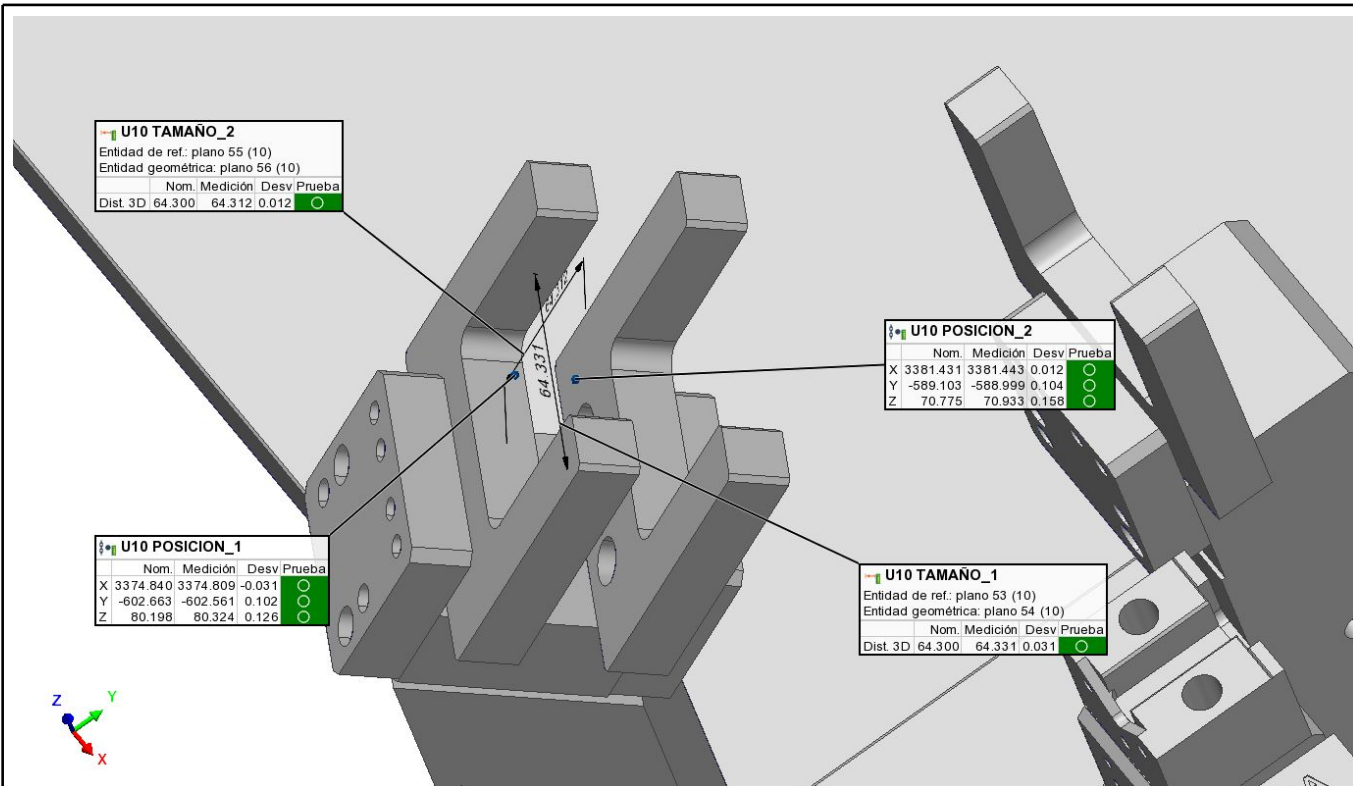 U10 TAMAÑO_2
Entidad de ref.: plano 55 (10)
Entidad geométrica: plano 56 (10)
Nom. Medición Desv Prueba
Dist. 3D 64.300 64.312 0.012
64.312
64.331
U10 POSICION_2
Nom. Medición Desv Prueba
X 3381.431 3381.443 0.012
Y -589.103 -588.999 0.104
Z 70.775 70.933 0.158
U10 POSICION_1
Nom. Medición Desv Prueba
X 3374.840 3374.809 -0.031
Y -602.663 -602.561 0.102
Z 80.198 80.324 0.126
U10 TAMAÑO_1
Entidad de ref.: plano 53 (10)
Entidad geométrica: plano 54 (10)
Nom. Medición Desv Prueba
Dist. 3D 64.300 64.331 0.031
Z Y
X